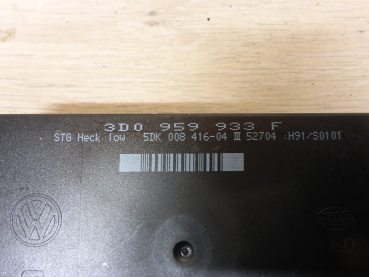 3D0 959 933 F
STG Heck low 5DK 008 416-04 III 52704 H91/S0101